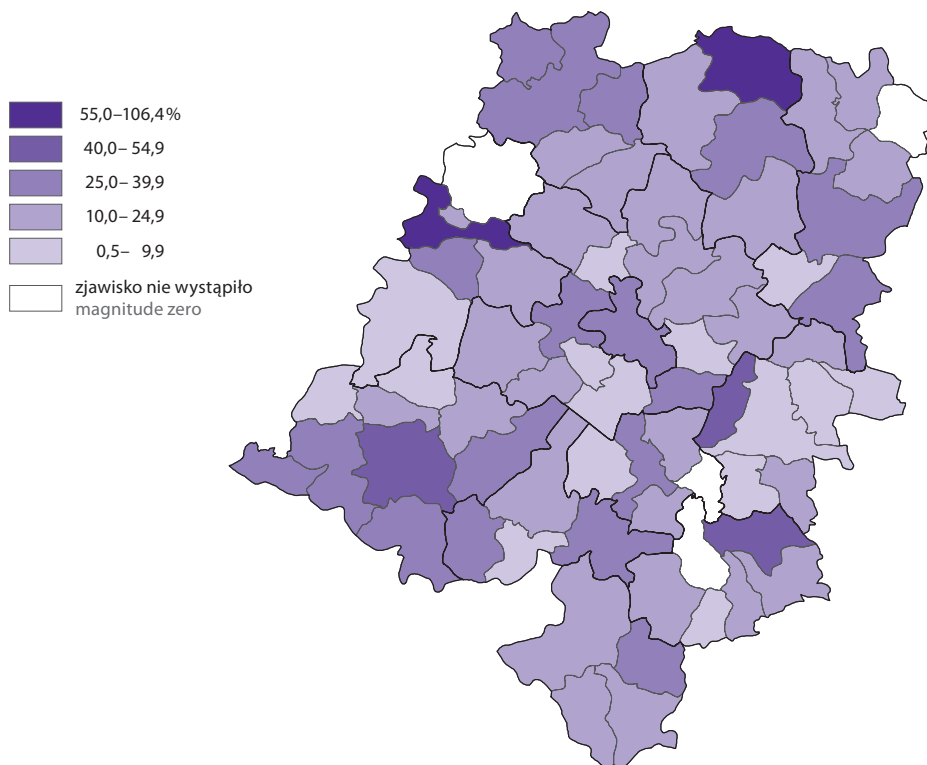 55,0–106,4%
40,0– 54,9
25,0– 39,9
10,0– 24,9
0,5– 9,9
zjawisko nie wystąpiło
magnitude zero